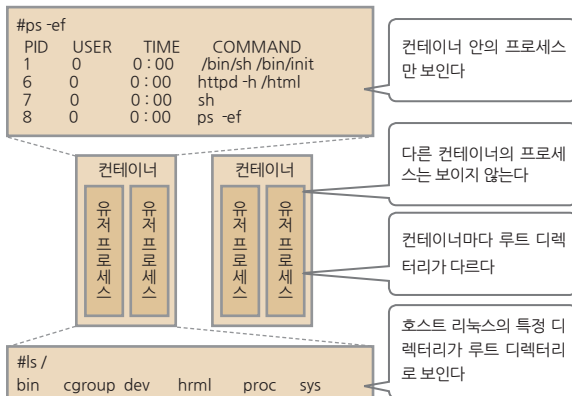 #ps -ef
PID USER TIME COMMAND
1 0 0 : 00 /bin/sh /bin/init
6 0 0 : 00 httpd -h /html
7 0 0 : 00 sh
8 0 0 : 00 ps -ef
컨테이너 안의 프로세스
만 보인다
컨테이너
유저 프로세스
유저 프로세스
컨테이너
유저 프로세스
유저 프로세스
다른 컨테이너의 프로세
스는 보이지 않는다
컨테이너마다 루트 디렉
터리가 다르다
호스트 리눅스의 특정 디
렉터리가 루트 디렉터리
로 보인다
#ls /
bin cgroup dev hrml proc sys